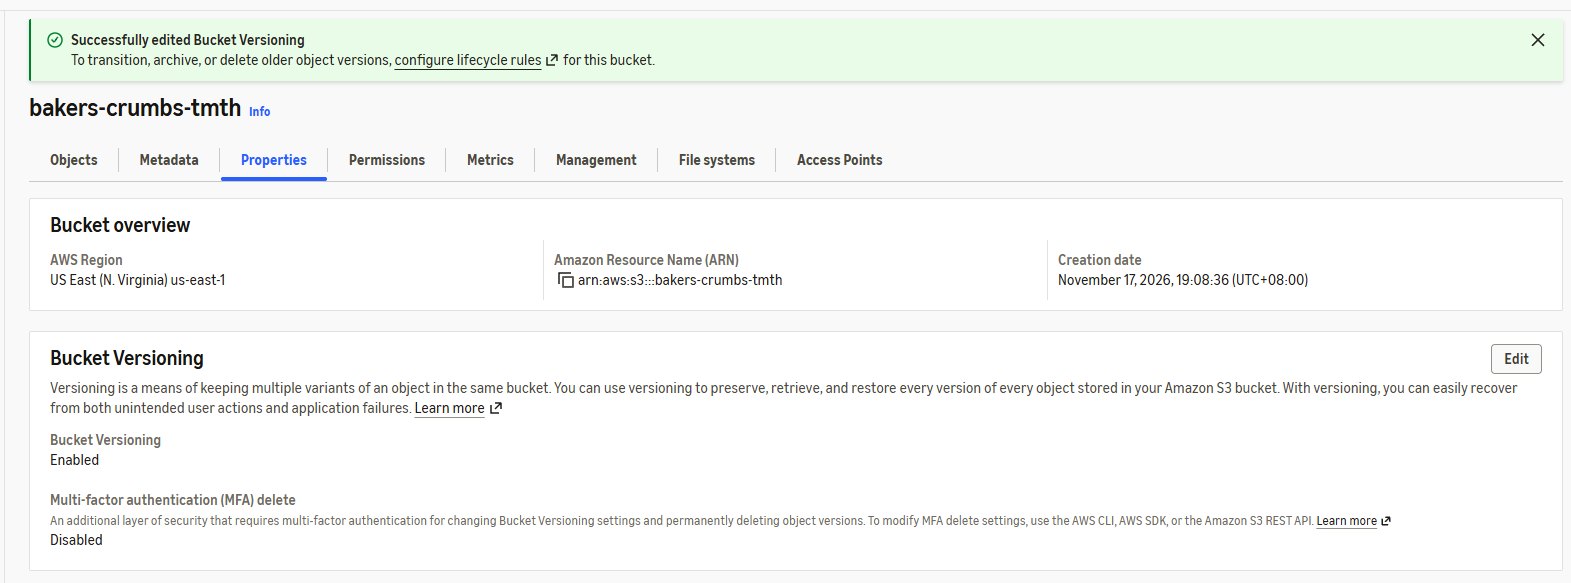 Successfully edited Bucket Versioning
To transition, archive, or delete older object versions, configure lifecycle rules for this bucket.
bakers-crumbs-tmth Info
Objects Metadata Properties Permissions Metrics Management File systems Access Points
Bucket overview
AWS Region Amazon Resource Name (ARN) Creation date
US East (N. Virginia) us-east-1 arn:aws:s3:::bakers-crumbs-tmth November 17, 2026, 19:08:36 (UTC+08:00)
Bucket Versioning Edit
Versioning is a means of keeping multiple variants of an object in the same bucket. You can use versioning to preserve, retrieve, and restore every version of every object stored in your Amazon S3 bucket. With versioning, you can easily recover
from both unintended user actions and application failures. Learn more
Bucket Versioning
Enabled
Multi-factor authentication (MFA) delete
An additional layer of security that requires multi-factor authentication for changing Bucket Versioning settings and permanently deleting object versions. To modify MFA delete settings, use the AWS CLI, AWS SDK, or the Amazon S3 REST API. Learn more
Disabled